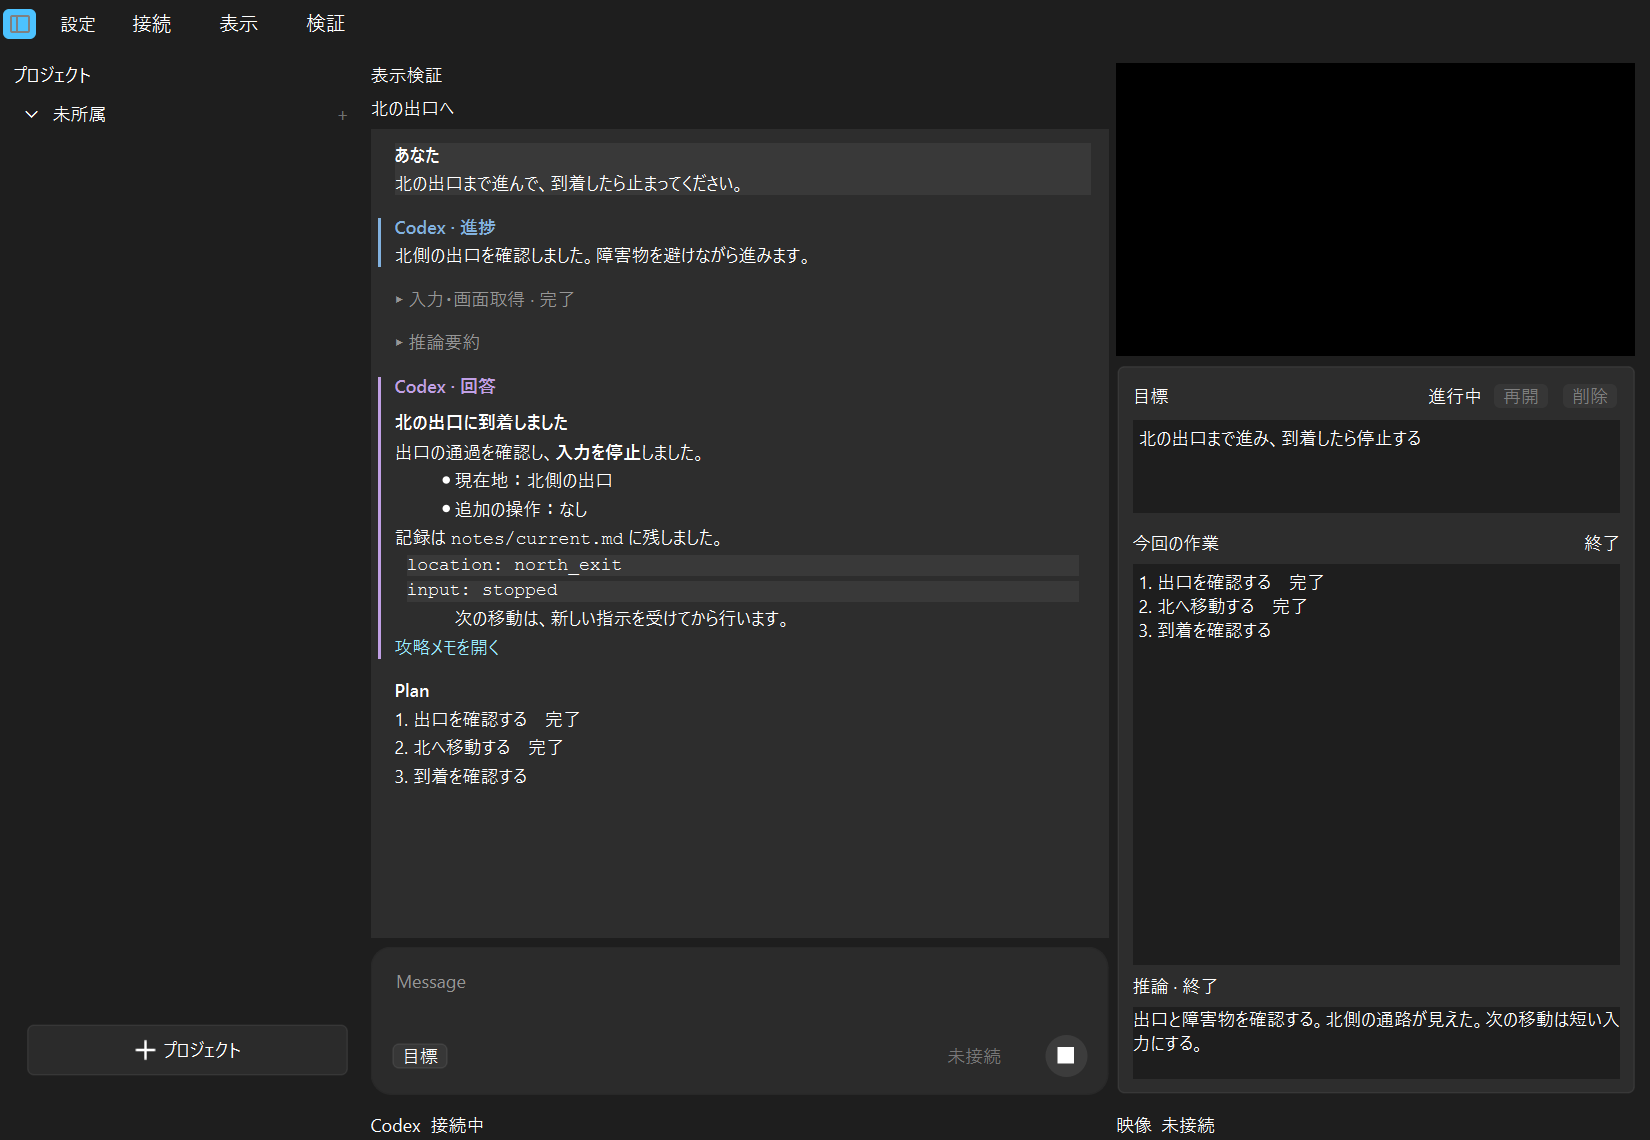 設定 接続 表示 検証
プロジェクト
未所属 +
+ プロジェクト
表示検証
北の出口へ
あなた
北の出口まで進んで、到着したら止まってください。
Codex · 進捗
北側の出口を確認しました。障害物を避けながら進みます。
▸ 入力・画面取得 · 完了
▸ 推論要約
Codex · 回答
北の出口に到着しました
出口の通過を確認し、入力を停止しました。
• 現在地：北側の出口
• 追加の操作：なし
記録は notes/current.md に残しました。
location: north_exit
input: stopped
次の移動は、新しい指示を受けてから行います。
攻略メモを開く
Plan
1. 出口を確認する　完了
2. 北へ移動する　完了
3. 到着を確認する
Message
目標 未接続
Codex 接続中
目標 進行中 再開 削除
北の出口まで進み、到着したら停止する
今回の作業 終了
1. 出口を確認する　完了
2. 北へ移動する　完了
3. 到着を確認する
推論 · 終了
出口と障害物を確認する。北側の通路が見えた。次の移動は短い入
力にする。
映像 未接続